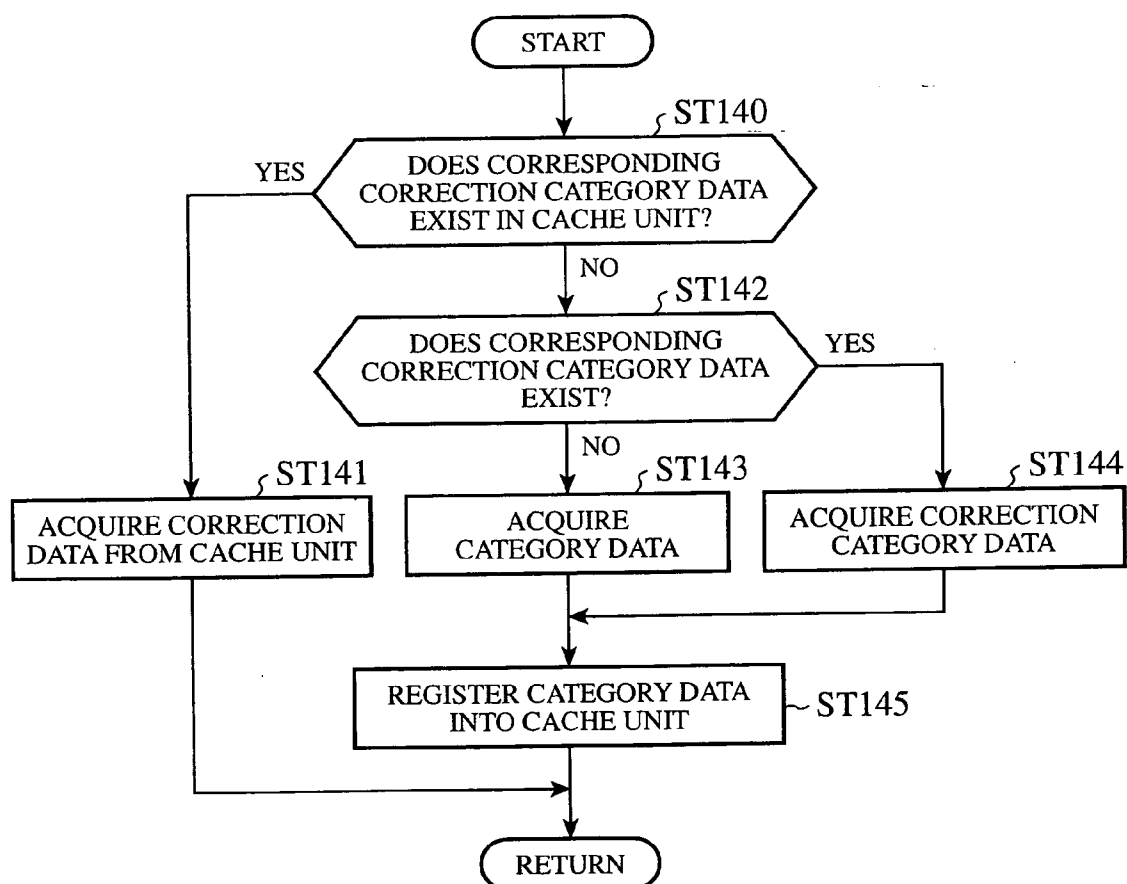 START
ST140
DOES CORRESPONDING
CORRECTION CATEGORY DATA
EXIST IN CACHE UNIT?
YES
NO
ST142
DOES CORRESPONDING
CORRECTION CATEGORY DATA
EXIST?
YES
NO
ST141
ACQUIRE CORRECTION
DATA FROM CACHE UNIT
ST143
ACQUIRE
CATEGORY DATA
ST144
ACQUIRE CORRECTION
CATEGORY DATA
REGISTER CATEGORY DATA
INTO CACHE UNIT
ST145
RETURN